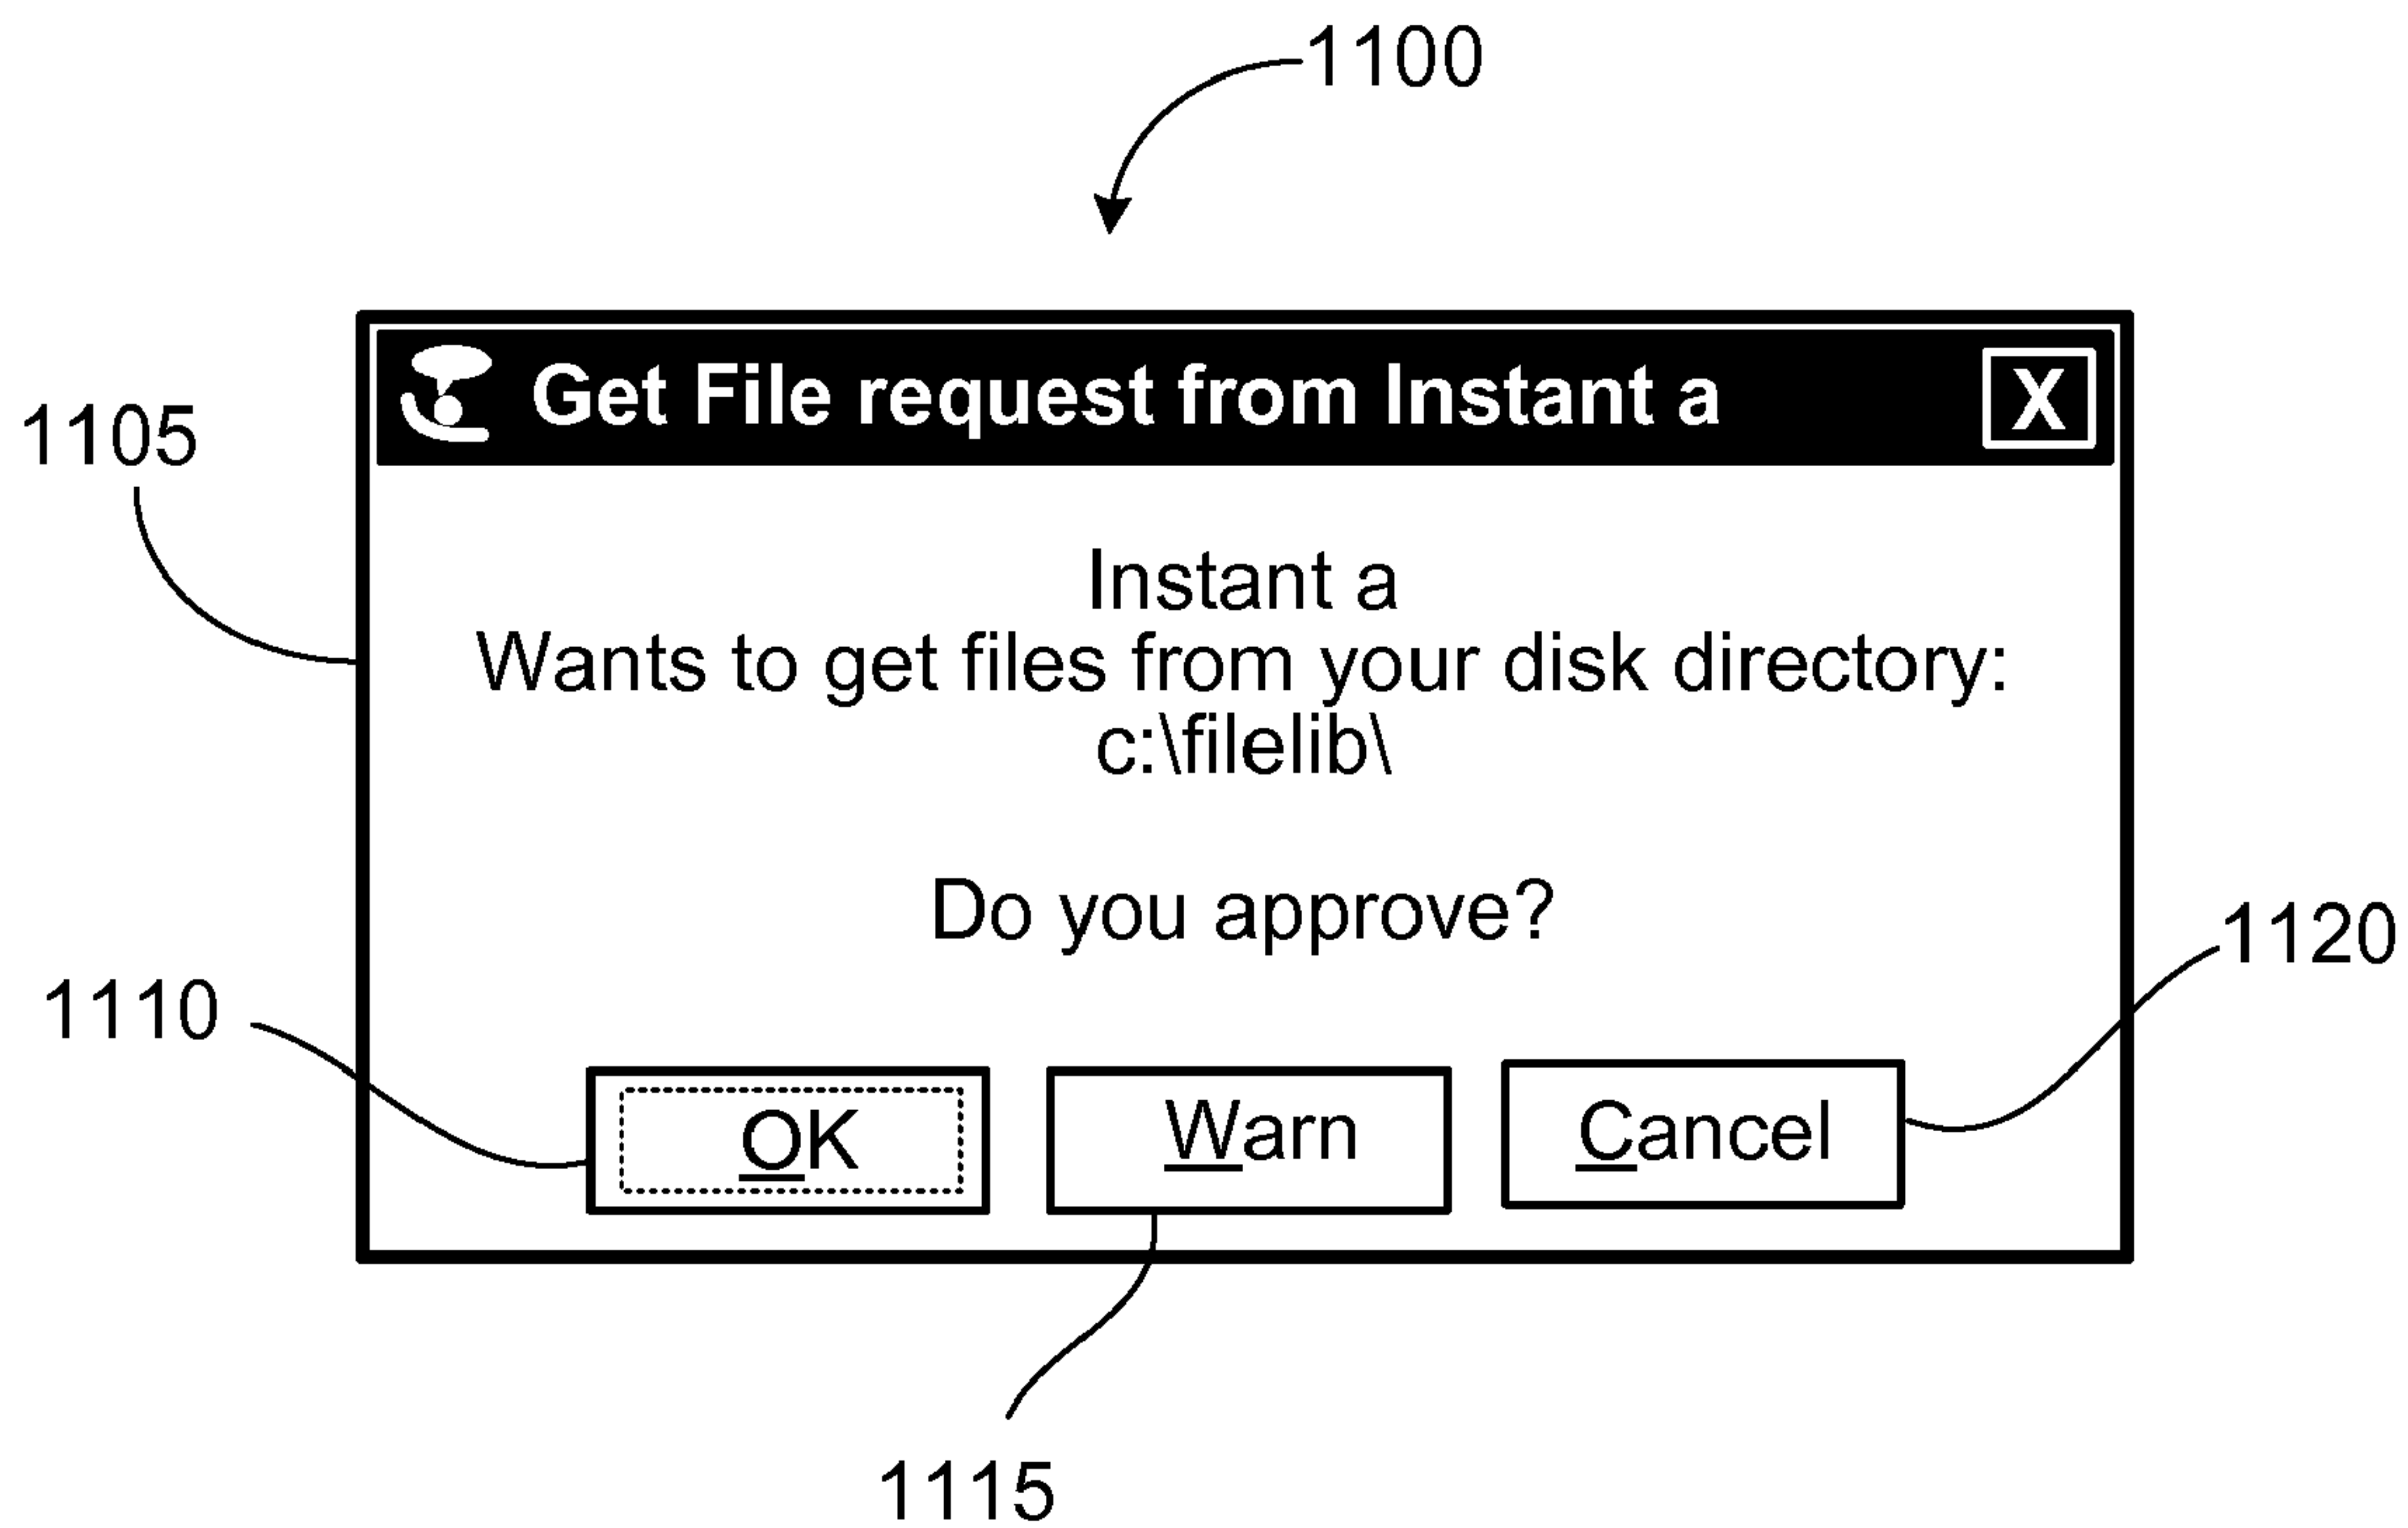 1100
Get File request from Instant a X
1105
Instant a
Wants to get files from your disk directory:
c:\filelib\
Do you approve?
1120
1110
OK Warn Cancel
1115